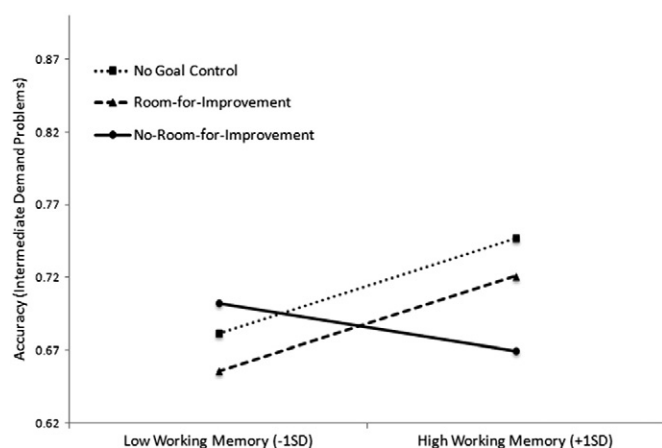 0.87
No Goal Control
Room-for-Improvement
0.82
No-Room-for-Improvement
0.77
0.72
0.67
0.62
Accuracy (Intermediate Demand Problems)
Low Working Memory (-1SD)
High Working Memory (+1SD)